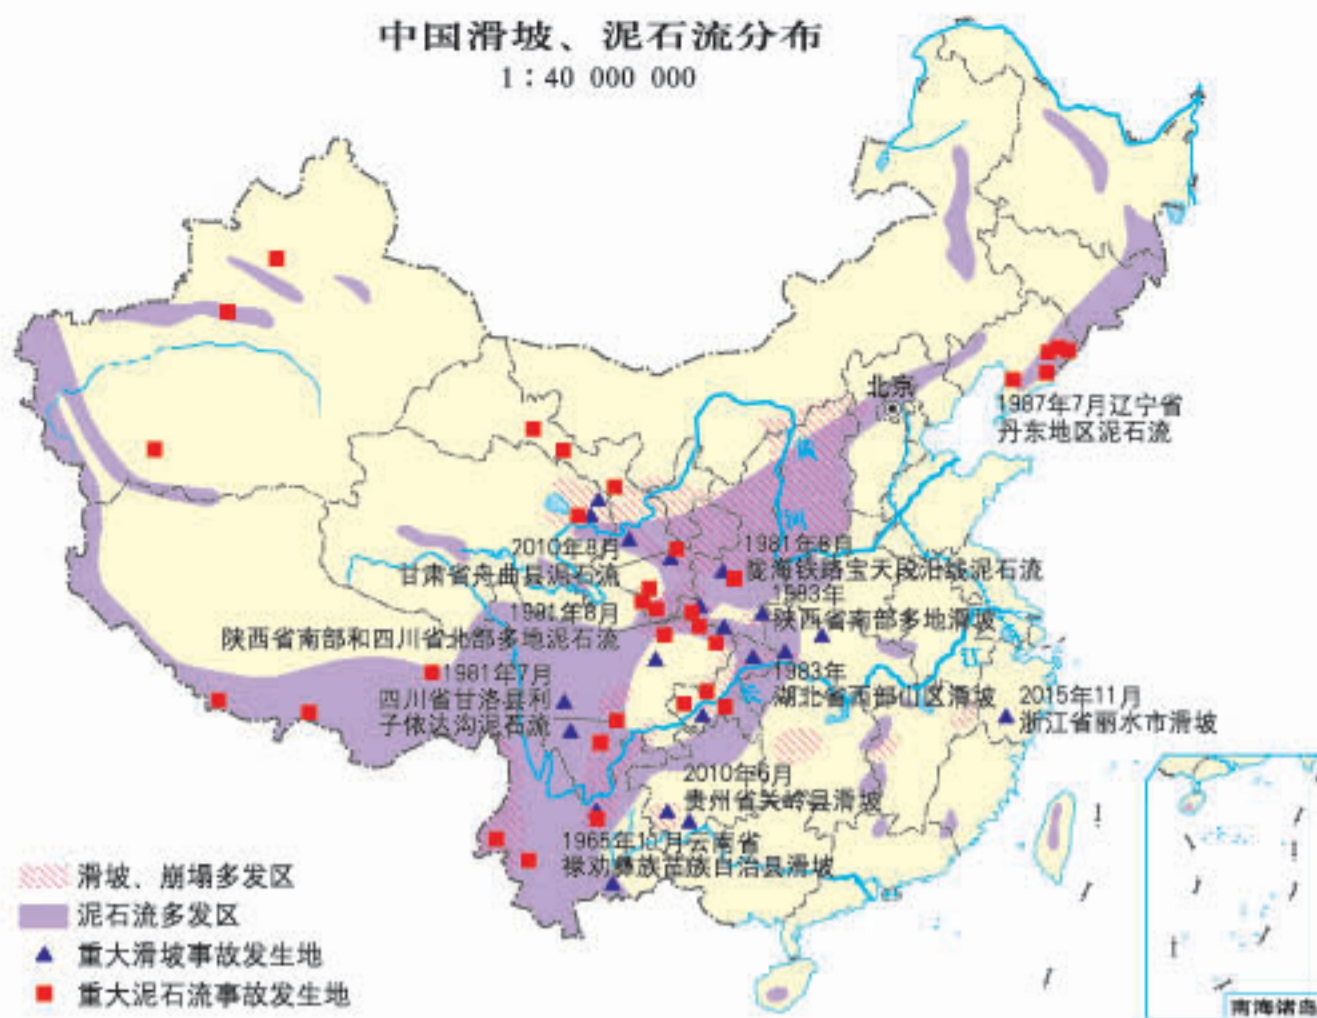 中国滑坡、泥石流分布
1：40 000 000
北京
1987年7月辽宁省
丹东地区泥石流
黄
河
2010年8月
甘肃省舟曲县泥石流
1981年8月
陇海铁路宝天段沿线泥石流
1983年
陕西省南部多地滑坡
1981年8月
陕西省南部和四川省北部多地泥石流
1981年7月
四川省甘洛县利
子依达沟泥石流
长
江
1983年
湖北省西部山区滑坡
2015年11月
浙江省丽水市滑坡
2010年6月
贵州省关岭县滑坡
1965年11月云南省
禄劝彝族苗族自治县滑坡
滑坡、崩塌多发区
泥石流多发区
重大滑坡事故发生地
重大泥石流事故发生地
南海诸岛